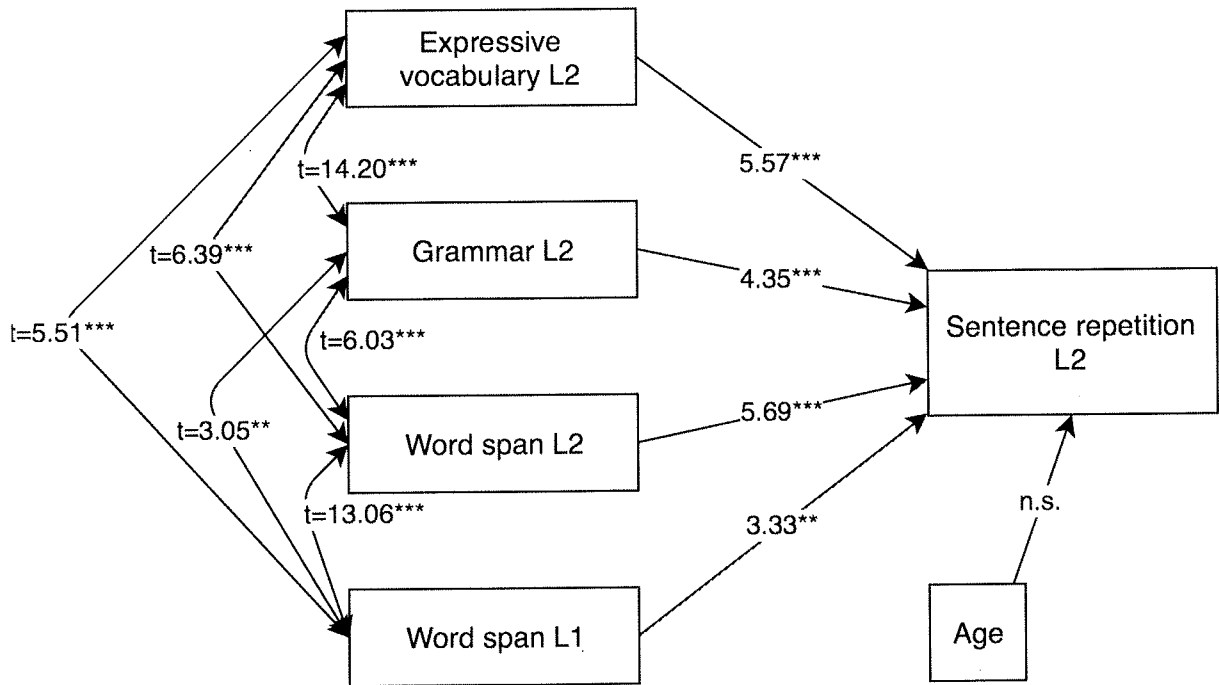 Expressive
vocabulary L2
5.57***
t=14.20***
Grammar L2
t=6.39***
4.35***
Sentence repetition
L2
t=5.51***
t=6.03***
5.69***
t=3.05**
Word span L2
t=13.06***
3.33**
n.s.
Word span L1
Age